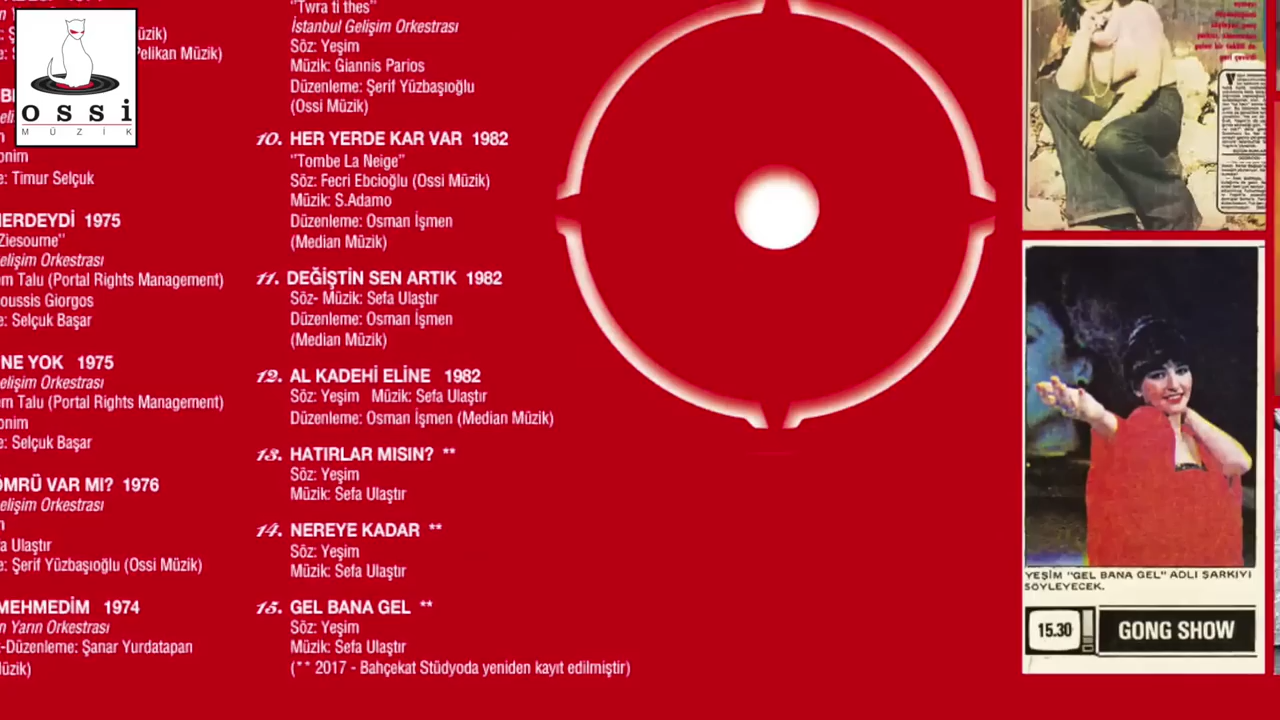 ossi
MÜZİK
üzik)
Pelikan Müzik)
onim
e: Timur Selçuk
ERDEYDİ 1975
Ziesoume"
elişim Orkestrası
em Talu (Portal Rights Management)
oussis Giorgos
e: Selçuk Başar
NE YOK 1975
elişim Orkestrası
em Talu (Portal Rights Management)
onim
e: Selçuk Başar
ÖMRÜ VAR MI? 1976
elişim Orkestrası
a Ulaştır
e: Şerif Yüzbaşıoğlu (Ossi Müzik)
MEHMEDİM 1974
n Yarın Orkestrası
-Düzenleme: Şanar Yurdatapan
üzik)
"Twra ti thes"
İstanbul Gelişim Orkestrası
Söz: Yeşim
Müzik: Giannis Parios
Düzenleme: Şerif Yüzbaşıoğlu
(Ossi Müzik)
10. HER YERDE KAR VAR 1982
"Tombe La Neige"
Söz: Fecri Ebcioğlu (Ossi Müzik)
Müzik: S.Adamo
Düzenleme: Osman İşmen
(Median Müzik)
11. DEĞİŞTİN SEN ARTIK 1982
Söz- Müzik: Sefa Ulaştır
Düzenleme: Osman İşmen
(Median Müzik)
12. AL KADEHİ ELİNE 1982
Söz: Yeşim Müzik: Sefa Ulaştır
Düzenleme: Osman İşmen (Median Müzik)
13. HATIRLAR MISIN? **
Söz: Yeşim
Müzik: Sefa Ulaştır
14. NEREYE KADAR **
Söz: Yeşim
Müzik: Sefa Ulaştır
15. GEL BANA GEL **
Söz: Yeşim
Müzik: Sefa Ulaştır
(** 2017 - Bahçekat Stüdyoda yeniden kayıt edilmiştir)
YEŞİM "GEL BANA GEL" ADLI ŞARKIYI
SÖYLEYECEK.
15.30 GONG SHOW